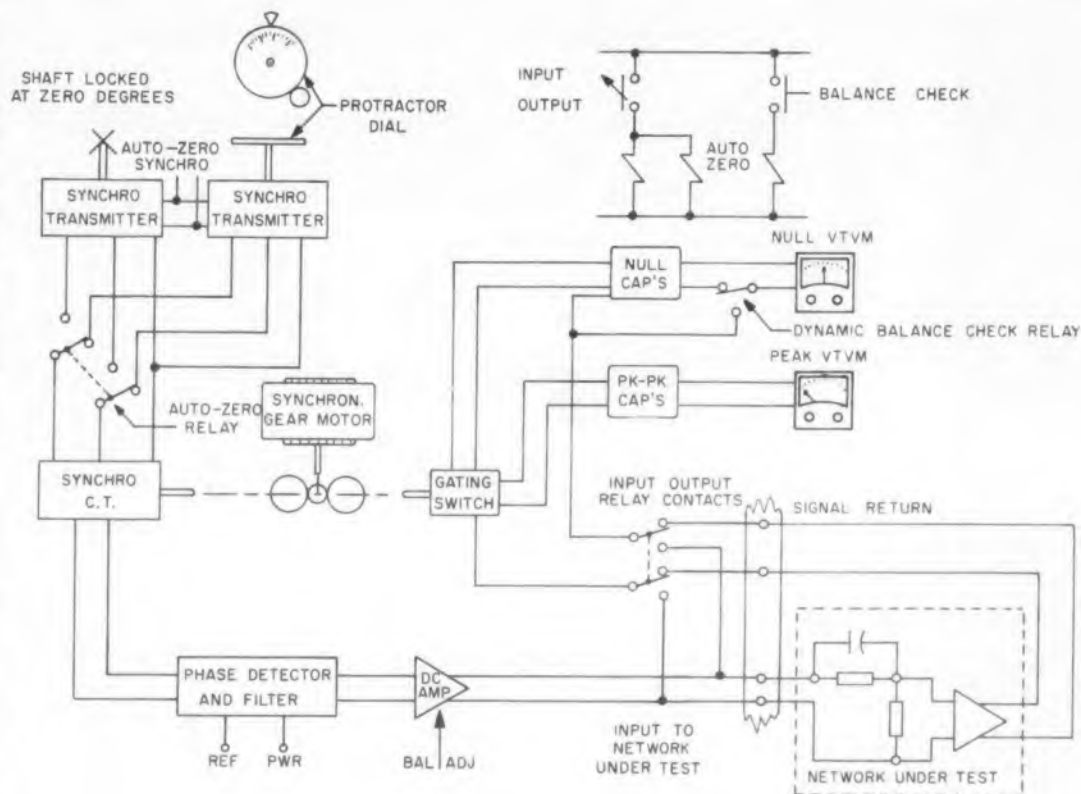 SHAFT LOCKED
AT ZERO DEGREES
PROTRACTOR
DIAL
AUTO-ZERO
SYNCHRO
SYNCHRO
TRANSMITTER
SYNCHRO
TRANSMITTER
INPUT
OUTPUT
BALANCE CHECK
AUTO
ZERO
NULL VTVM
NULL
CAP'S
DYNAMIC BALANCE CHECK RELAY
PEAK VTVM
PK-PK
CAP'S
AUTO-ZERO
RELAY
SYNCHRON.
GEAR MOTOR
SYNCHRO
C.T.
GATING
SWITCH
INPUT OUTPUT
RELAY CONTACTS
SIGNAL RETURN
PHASE DETECTOR
AND FILTER
DC
AMP
REF
PWR
BAL ADJ
INPUT TO
NETWORK
UNDER TEST
NETWORK UNDER TEST